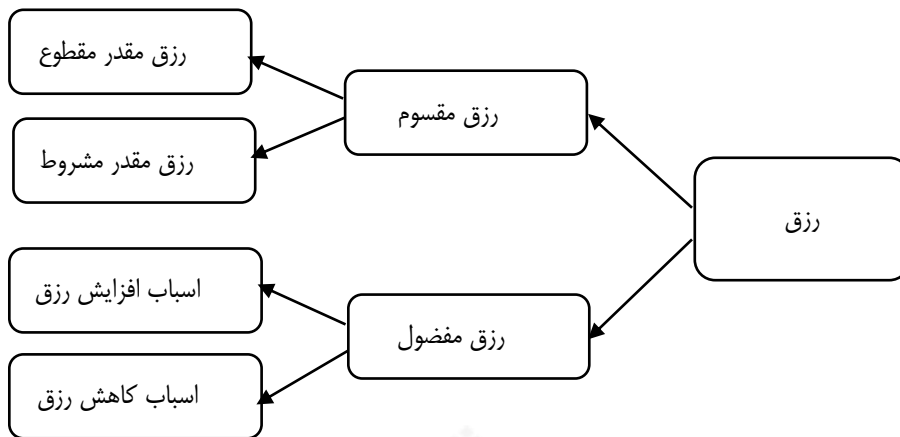 رزق
رزق مقسوم
رزق مقدر مقطوع
رزق مقدر مشروط
رزق مفضول
اسباب افزایش رزق
اسباب کاهش رزق